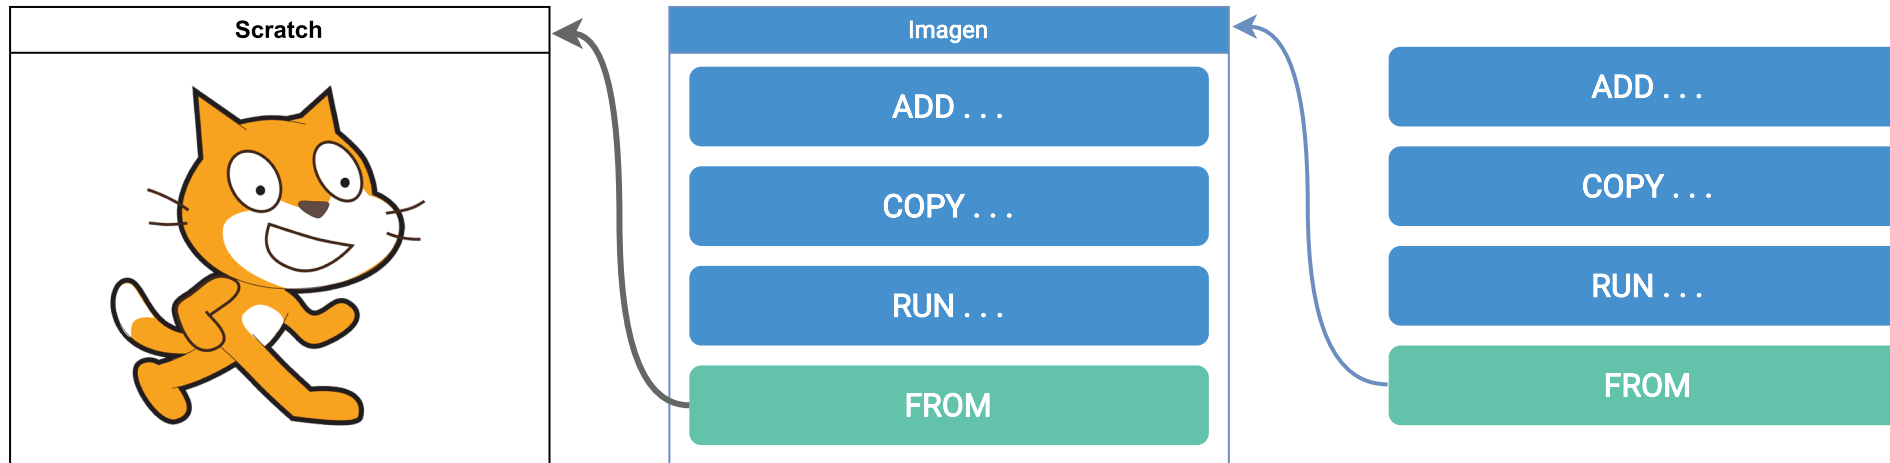 Scratch
Imagen
ADD . . .
COPY . . .
RUN . . .
FROM
ADD . . .
COPY . . .
RUN . . .
FROM